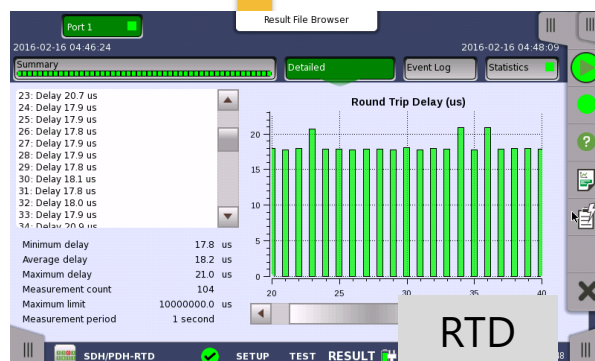 Result File Browser
Port 1
2016-02-16 04:46:24
2016-02-16 04:48:09
Summary
Detailed
Event Log
Statistics
23: Delay 20.7 us
24: Delay 17.9 us
25: Delay 17.9 us
26: Delay 17.8 us
27: Delay 17.9 us
28: Delay 17.9 us
29: Delay 17.8 us
30: Delay 18.1 us
31: Delay 17.8 us
32: Delay 18.0 us
33: Delay 17.9 us
34: Delay 20.9 us
Round Trip Delay (us)
20
15
10
5
0
20
25
30
35
40
Minimum delay 17.8 us
Average delay 18.2 us
Maximum delay 21.0 us
Measurement count 104
Maximum limit 10000000.0 us
Measurement period 1 second
RTD
SDH/PDH-RTD
SETUP TEST RESULT